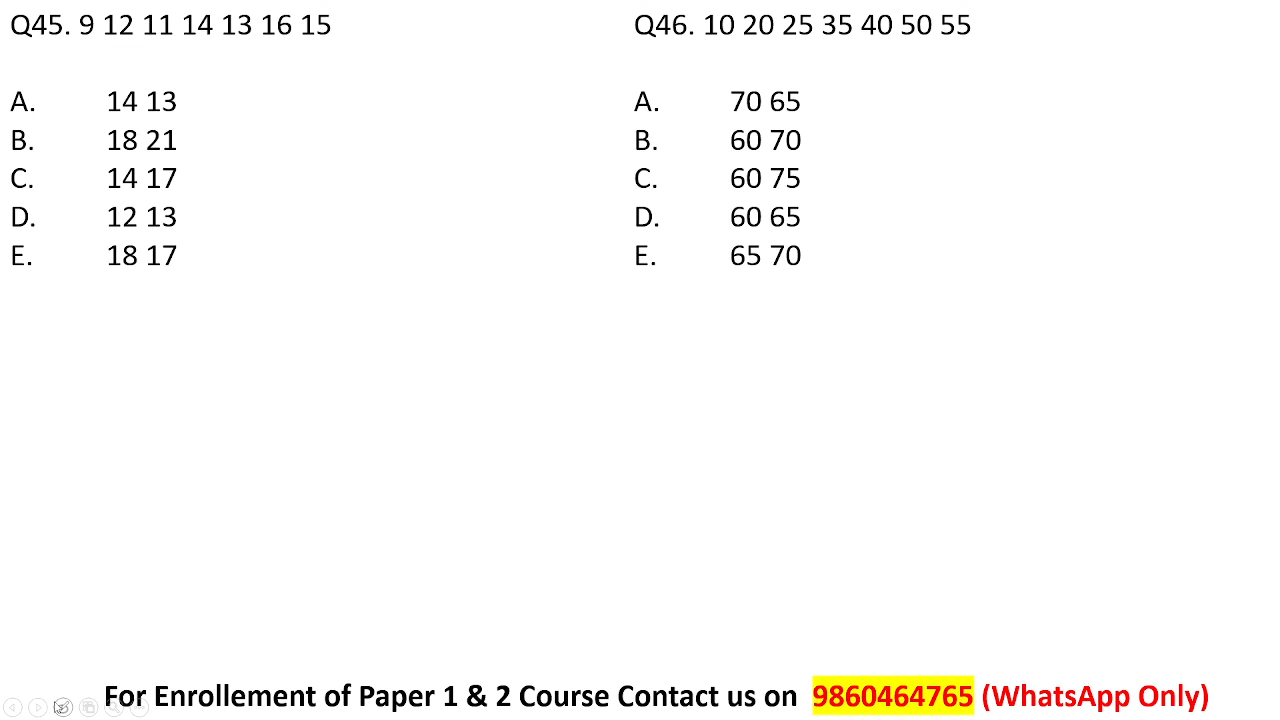 Q45. 9 12 11 14 13 16 15
A. 14 13
B. 18 21
C. 14 17
D. 12 13
E. 18 17
Q46. 10 20 25 35 40 50 55
A. 70 65
B. 60 70
C. 60 75
D. 60 65
E. 65 70
For Enrollement of Paper 1 & 2 Course Contact us on 9860464765 (WhatsApp Only)